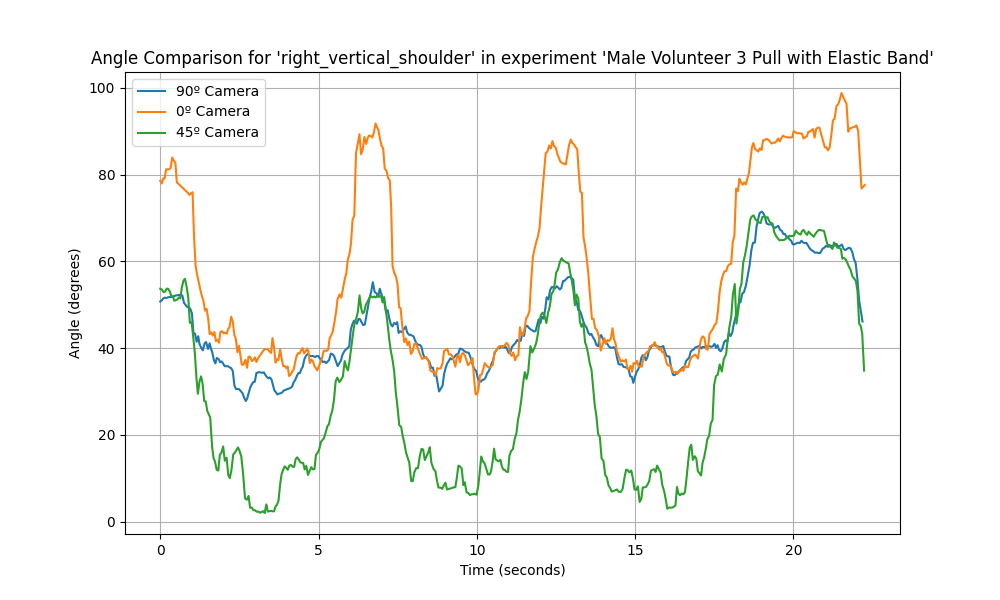 Angle Comparison for 'right_vertical_shoulder' in experiment 'Male Volunteer 3 Pull with Elastic Band'
90º Camera
0º Camera
45º Camera
100
80
60
40
20
0
Angle (degrees)
0 5 10 15 20
Time (seconds)